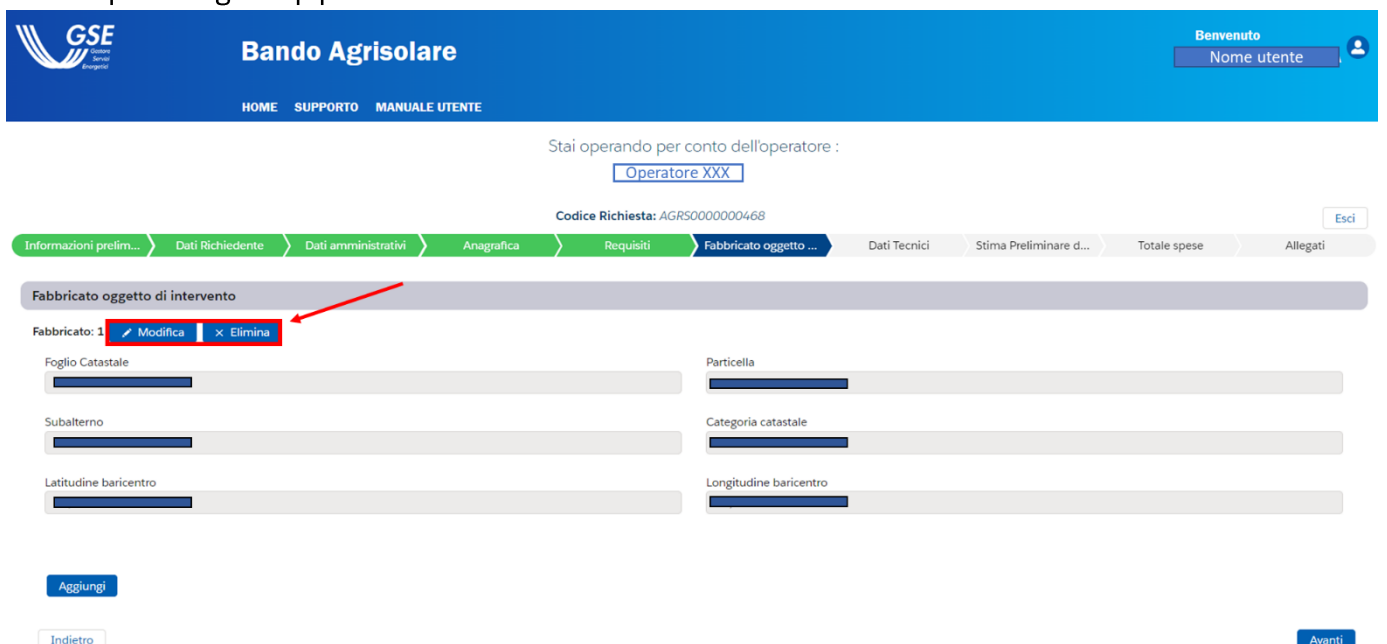 GSE
Gestore
Servizi
Energetici
Bando Agrisolare
Benvenuto
Nome utente
HOME SUPPORTO MANUALE UTENTE
Stai operando per conto dell'operatore :
Operatore XXX
Codice Richiesta: AGRS0000000468
Esci
Informazioni prelim... Dati Richiedente Dati amministrativi Anagrafica Requisiti Fabbricato oggetto ... Dati Tecnici Stima Preliminare d... Totale spese Allegati
Fabbricato oggetto di intervento
Fabbricato: 1 Modifica Elimina
Foglio Catastale Particella
Subalterno Categoria catastale
Latitudine baricentro Longitudine baricentro
Aggiungi
Indietro Avanti